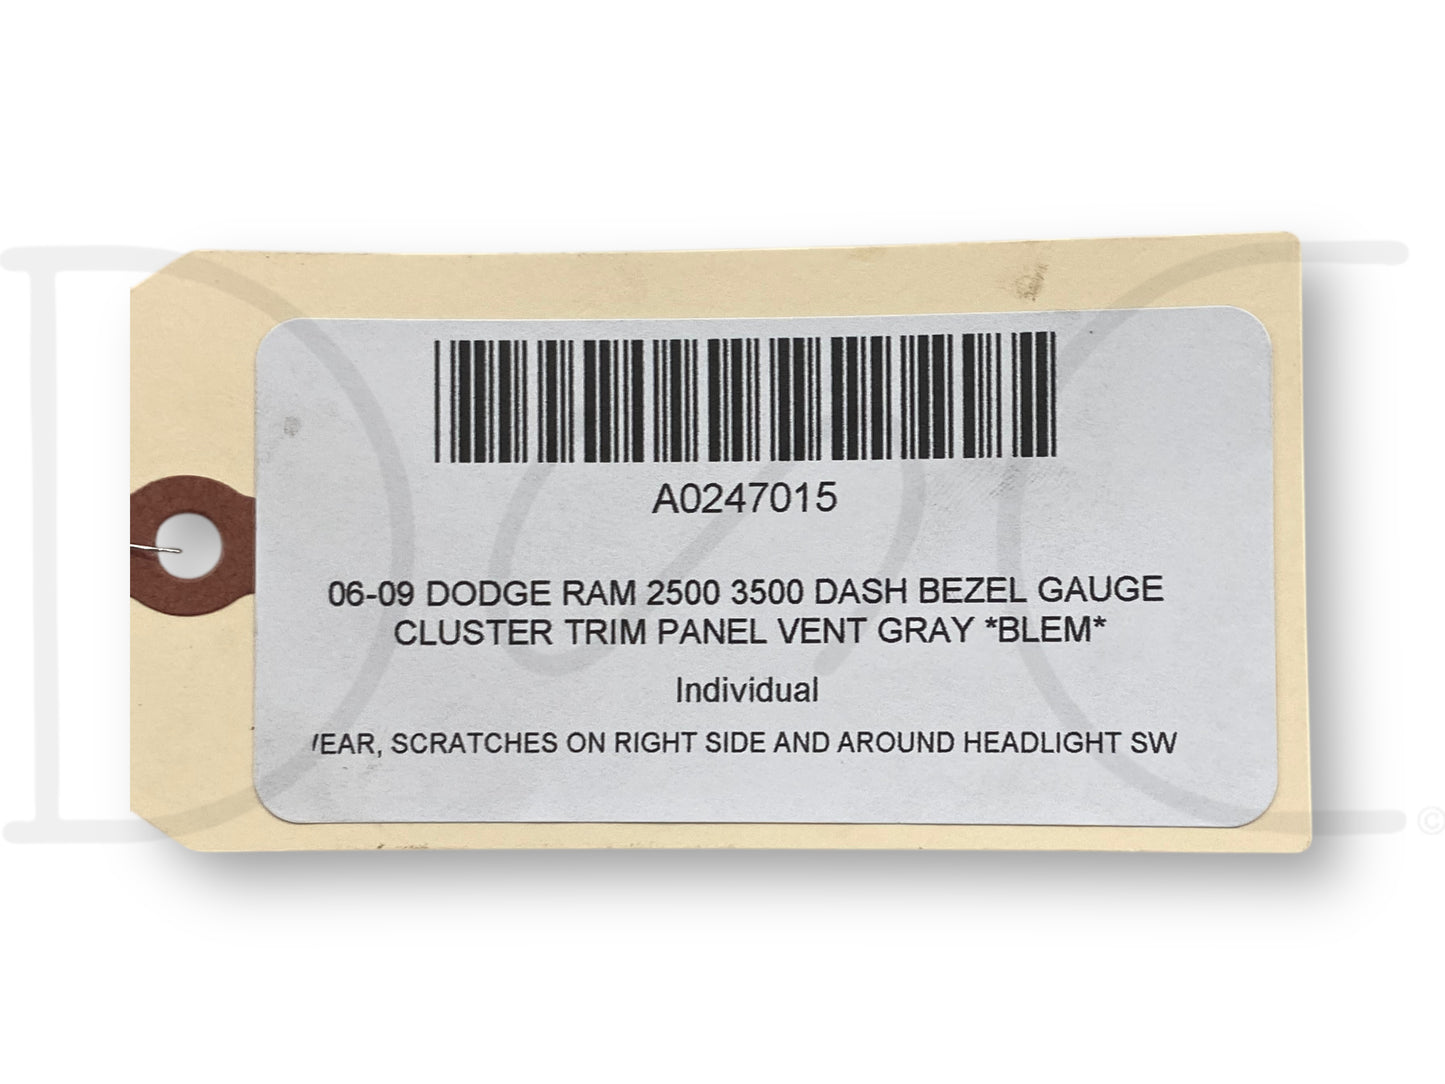 A0247015
06-09 DODGE RAM 2500 3500 DASH BEZEL GAUGE
CLUSTER TRIM PANEL VENT GRAY *BLEM*
Individual
EAR, SCRATCHES ON RIGHT SIDE AND AROUND HEADLIGHT SW
©